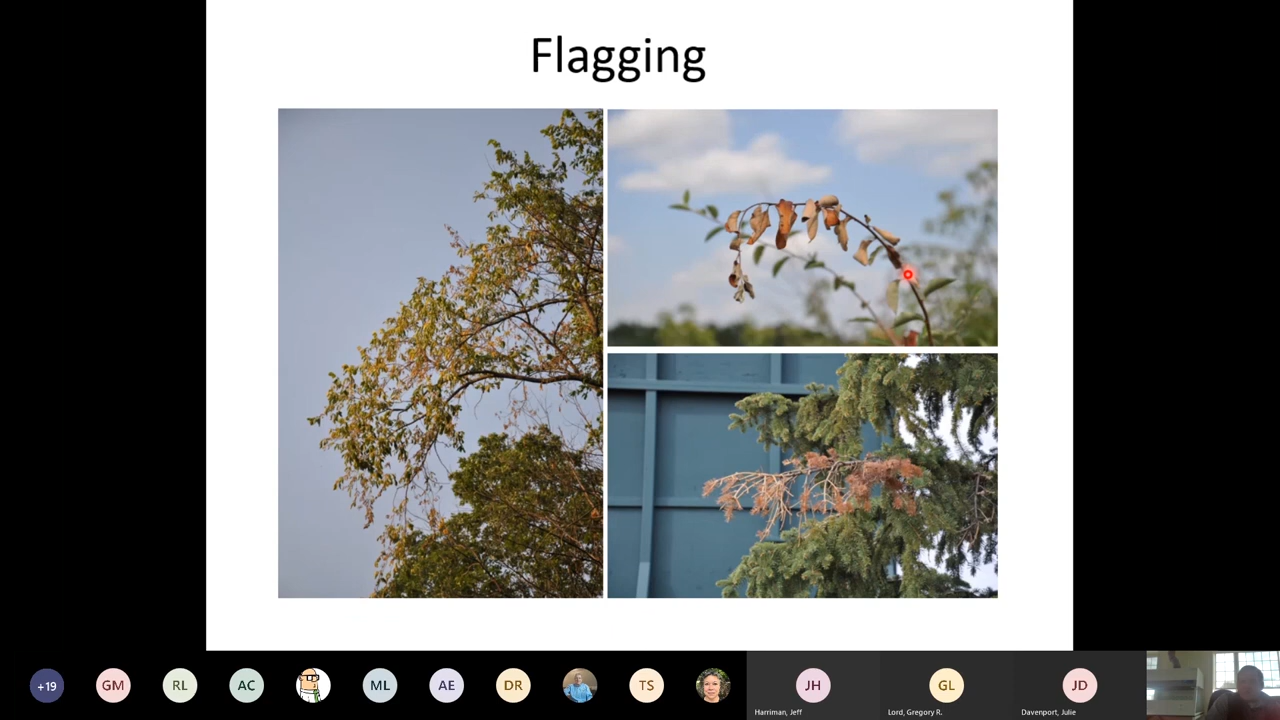 Flagging
+19
GM
RL
AC
ML
AE
DR
TS
JH
GL
JD
Harriman, Jeff
Lord, Gregory R.
Davenport, Julie